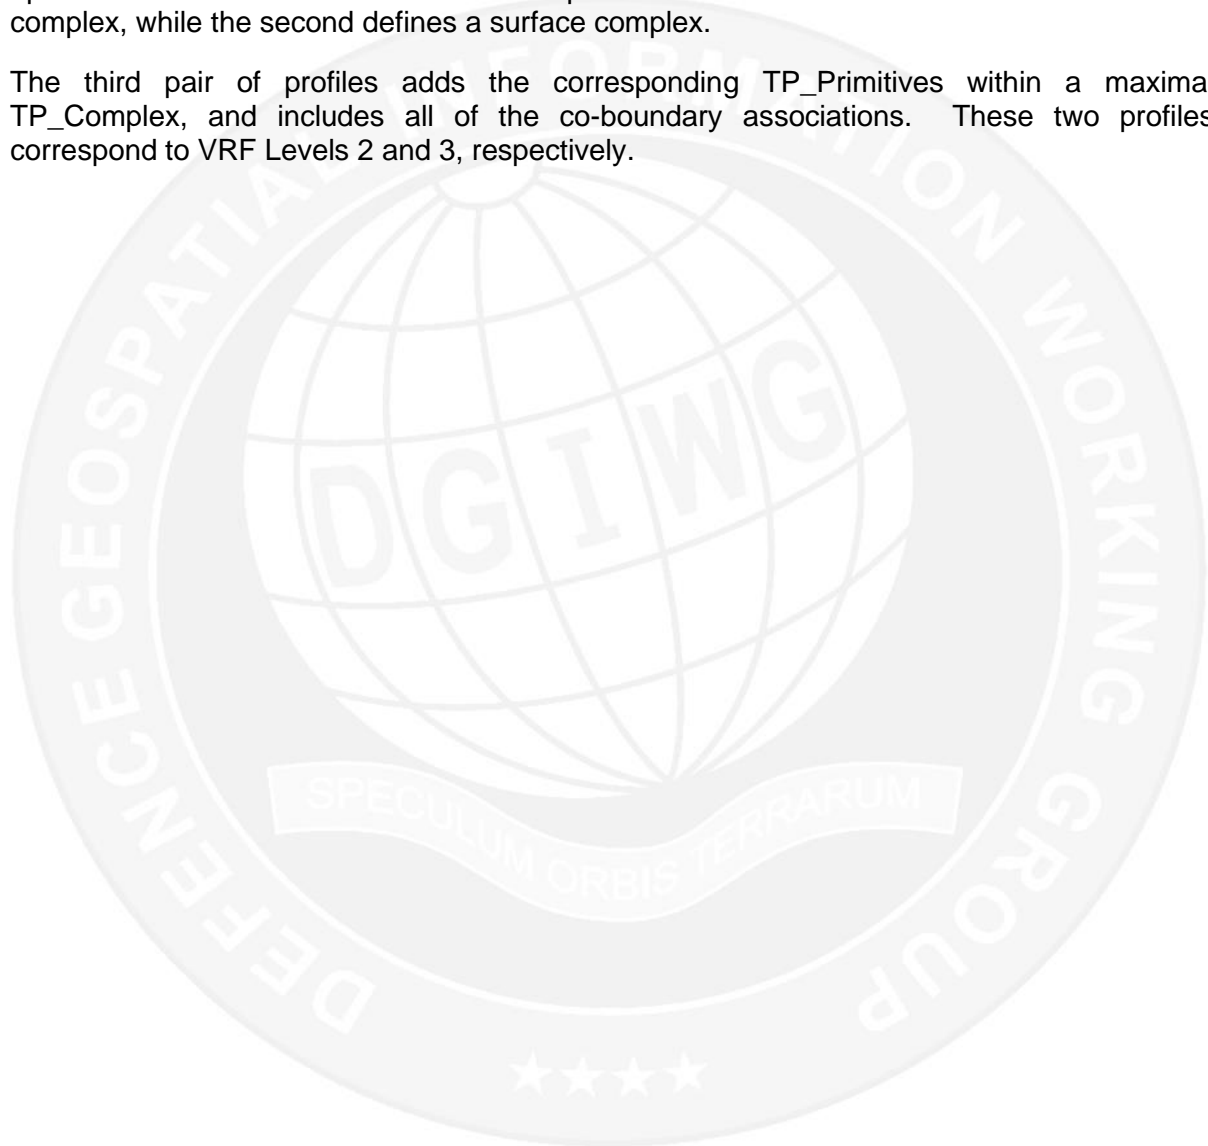 complex, while the second defines a surface complex.
The third pair of profiles adds the corresponding TP_Primitives within a maxima
TP_Complex, and includes all of the co-boundary associations. These two profiles
correspond to VRF Levels 2 and 3, respectively.
DEFENCE GEOSPATIAL INFORMATION WORKING GROUP
DGIWG
SPECULUM ORBIS TERRARUM